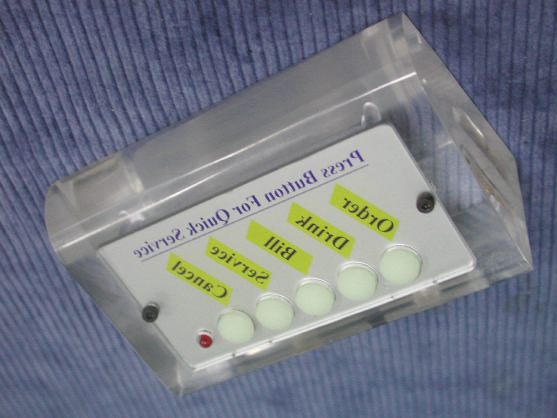 Press Button For Quick Service
Order
Drink
Bill
Service
Cancel